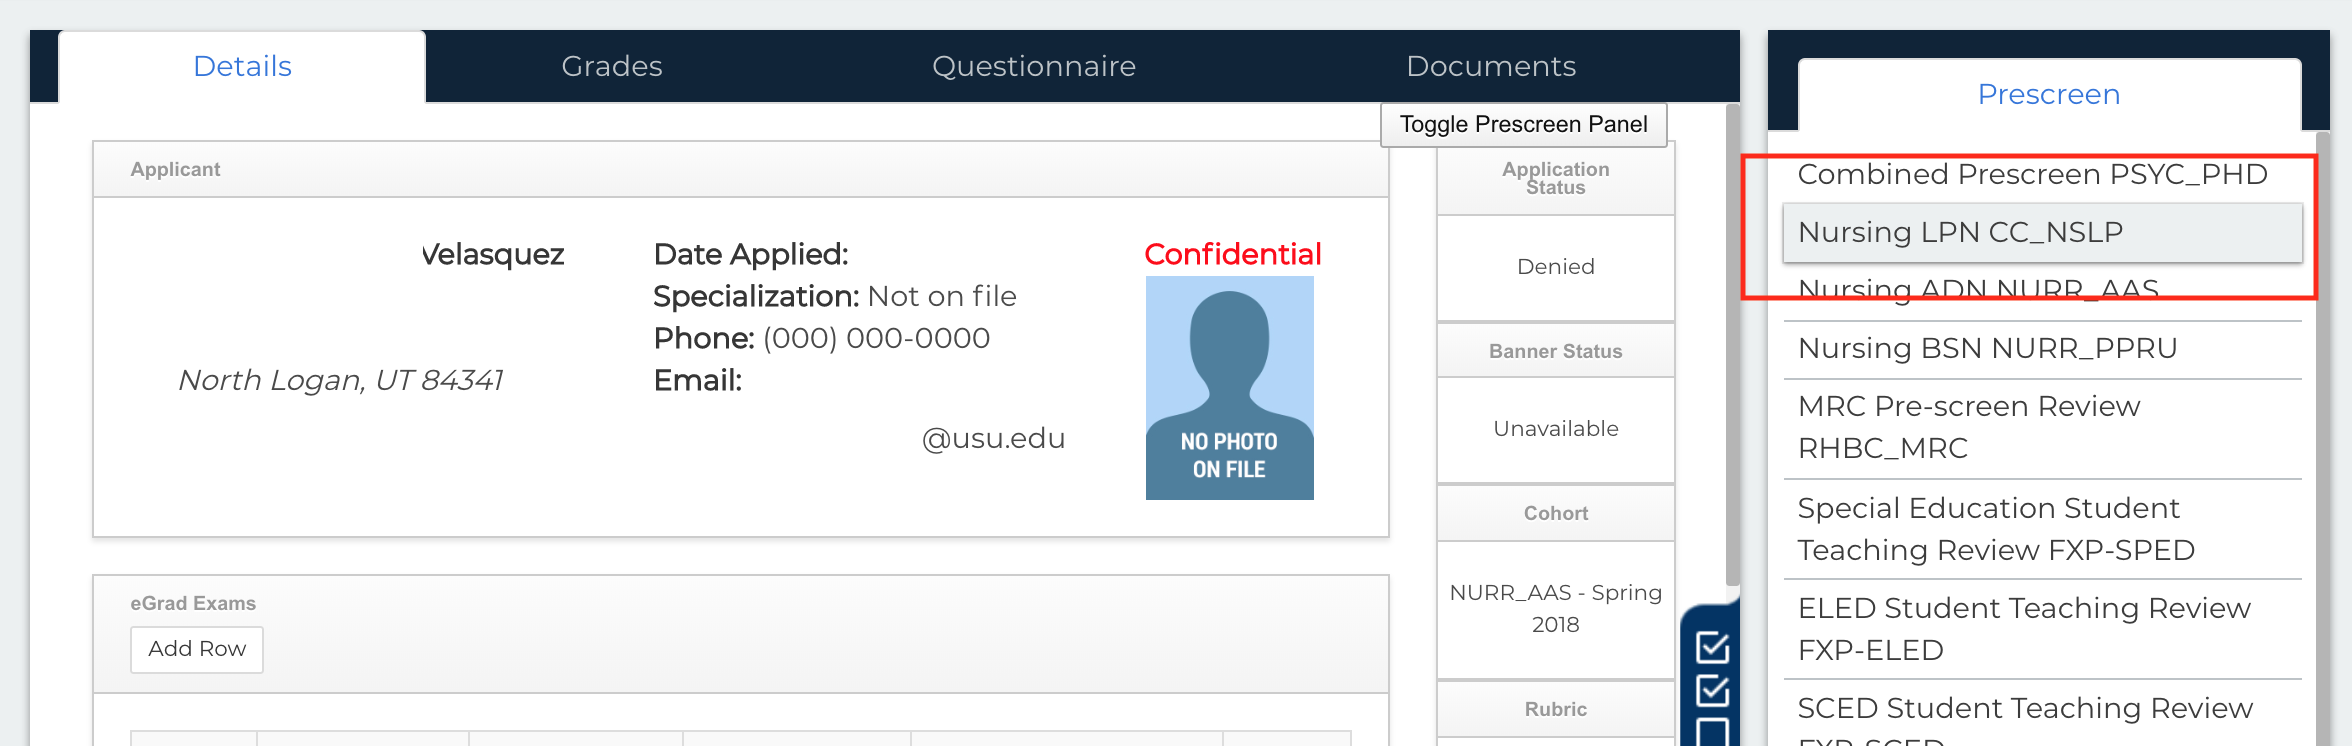 Details
Grades
Questionnaire
Documents
Toggle Prescreen Panel
Applicant
Velasquez
North Logan, UT 84341
Date Applied:
Specialization: Not on file
Phone: (000) 000-0000
Email:
@usu.edu
Confidential
NO PHOTO
ON FILE
eGrad Exams
Add Row
Application
Status
Denied
Banner Status
Unavailable
Cohort
NURR_AAS - Spring
2018
Rubric
Prescreen
Combined Prescreen PSYC_PHD
Nursing LPN CC_NSLP
Nursing ADN NURR_AAS
Nursing BSN NURR_PPRU
MRC Pre-screen Review
RHBC_MRC
Special Education Student
Teaching Review FXP-SPED
ELED Student Teaching Review
FXP-ELED
SCED Student Teaching Review
FXP-SCED